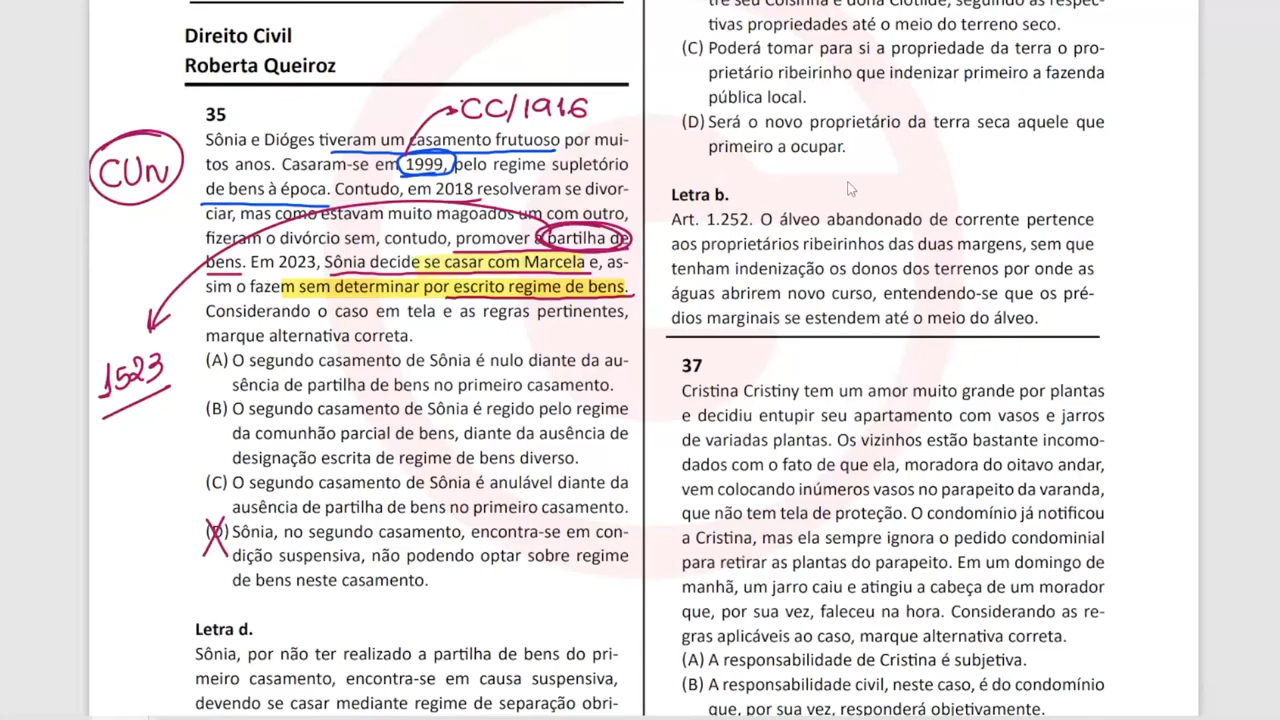 Direito Civil
Roberta Queiroz
CC/1916
CUN
1523
35
Sônia e Dióges tiveram um casamento frutuoso por mui-
tos anos. Casaram-se em 1999, pelo regime supletório
de bens à época. Contudo, em 2018 resolveram se divor-
ciar, mas como estavam muito magoados um com outro,
fizeram o divórcio sem, contudo, promover a partilha de
bens. Em 2023, Sônia decide se casar com Marcela e, as-
sim o fazem sem determinar por escrito regime de bens.
Considerando o caso em tela e as regras pertinentes,
marque alternativa correta.
(A) O segundo casamento de Sônia é nulo diante da au-
sência de partilha de bens no primeiro casamento.
(B) O segundo casamento de Sônia é regido pelo regime
da comunhão parcial de bens, diante da ausência de
designação escrita de regime de bens diverso.
(C) O segundo casamento de Sônia é anulável diante da
ausência de partilha de bens no primeiro casamento.
(D) Sônia, no segundo casamento, encontra-se em con-
dição suspensiva, não podendo optar sobre regime
de bens neste casamento.
Letra d.
Sônia, por não ter realizado a partilha de bens do pri-
meiro casamento, encontra-se em causa suspensiva,
devendo se casar mediante regime de separação obri-
tre seu Coisinha e dona Clotilde, seguindo as respec-
tivas propriedades até o meio do terreno seco.
(C) Poderá tomar para si a propriedade da terra o pro-
prietário ribeirinho que indenizar primeiro a fazenda
pública local.
(D) Será o novo proprietário da terra seca aquele que
primeiro a ocupar.
Letra b.
Art. 1.252. O álveo abandonado de corrente pertence
aos proprietários ribeirinhos das duas margens, sem que
tenham indenização os donos dos terrenos por onde as
águas abrirem novo curso, entendendo-se que os pré-
dios marginais se estendem até o meio do álveo.
37
Cristina Cristiny tem um amor muito grande por plantas
e decidiu entupir seu apartamento com vasos e jarros
de variadas plantas. Os vizinhos estão bastante incomo-
dados com o fato de que ela, moradora do oitavo andar,
vem colocando inúmeros vasos no parapeito da varanda,
que não tem tela de proteção. O condomínio já notificou
a Cristina, mas ela sempre ignora o pedido condominial
para retirar as plantas do parapeito. Em um domingo de
manhã, um jarro caiu e atingiu a cabeça de um morador
que, por sua vez, faleceu na hora. Considerando as re-
gras aplicáveis ao caso, marque alternativa correta.
(A) A responsabilidade de Cristina é subjetiva.
(B) A responsabilidade civil, neste caso, é do condomínio
que, por sua vez, responderá objetivamente.